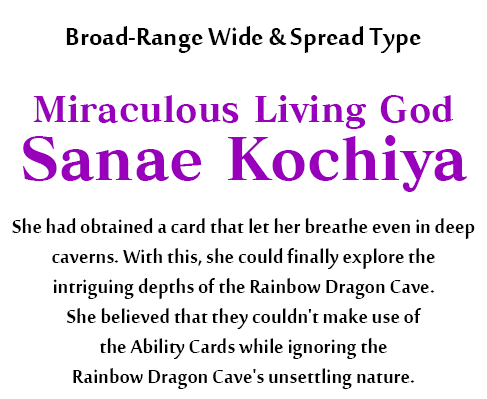 Broad-Range Wide & Spread Type
Miraculous Living God
Sanae Kochiya
She had obtained a card that let her breathe even in deep
caverns. With this, she could finally explore the
intriguing depths of the Rainbow Dragon Cave.
She believed that they couldn't make use of
the Ability Cards while ignoring the
Rainbow Dragon Cave's unsettling nature.